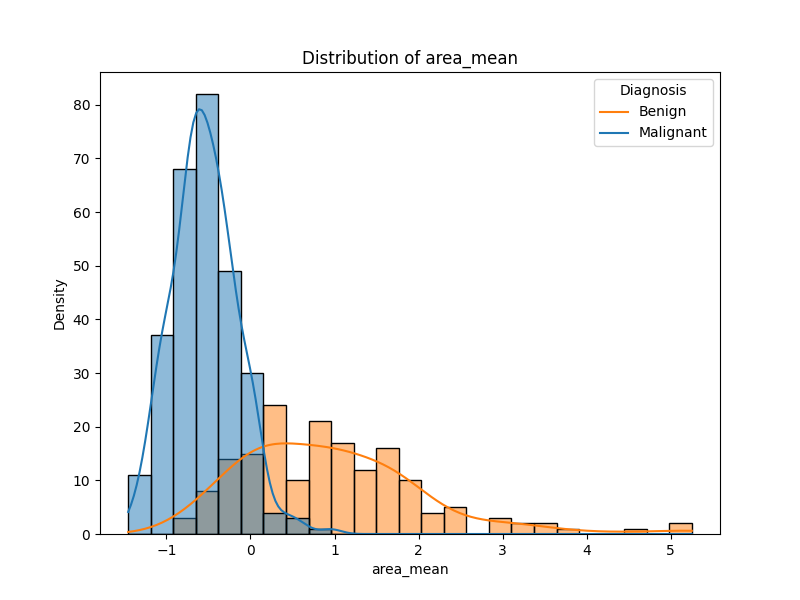 Distribution of area_mean
Diagnosis
Benign
Malignant
Density
80
70
60
50
40
30
20
10
0
−1 0 1 2 3 4 5
area_mean